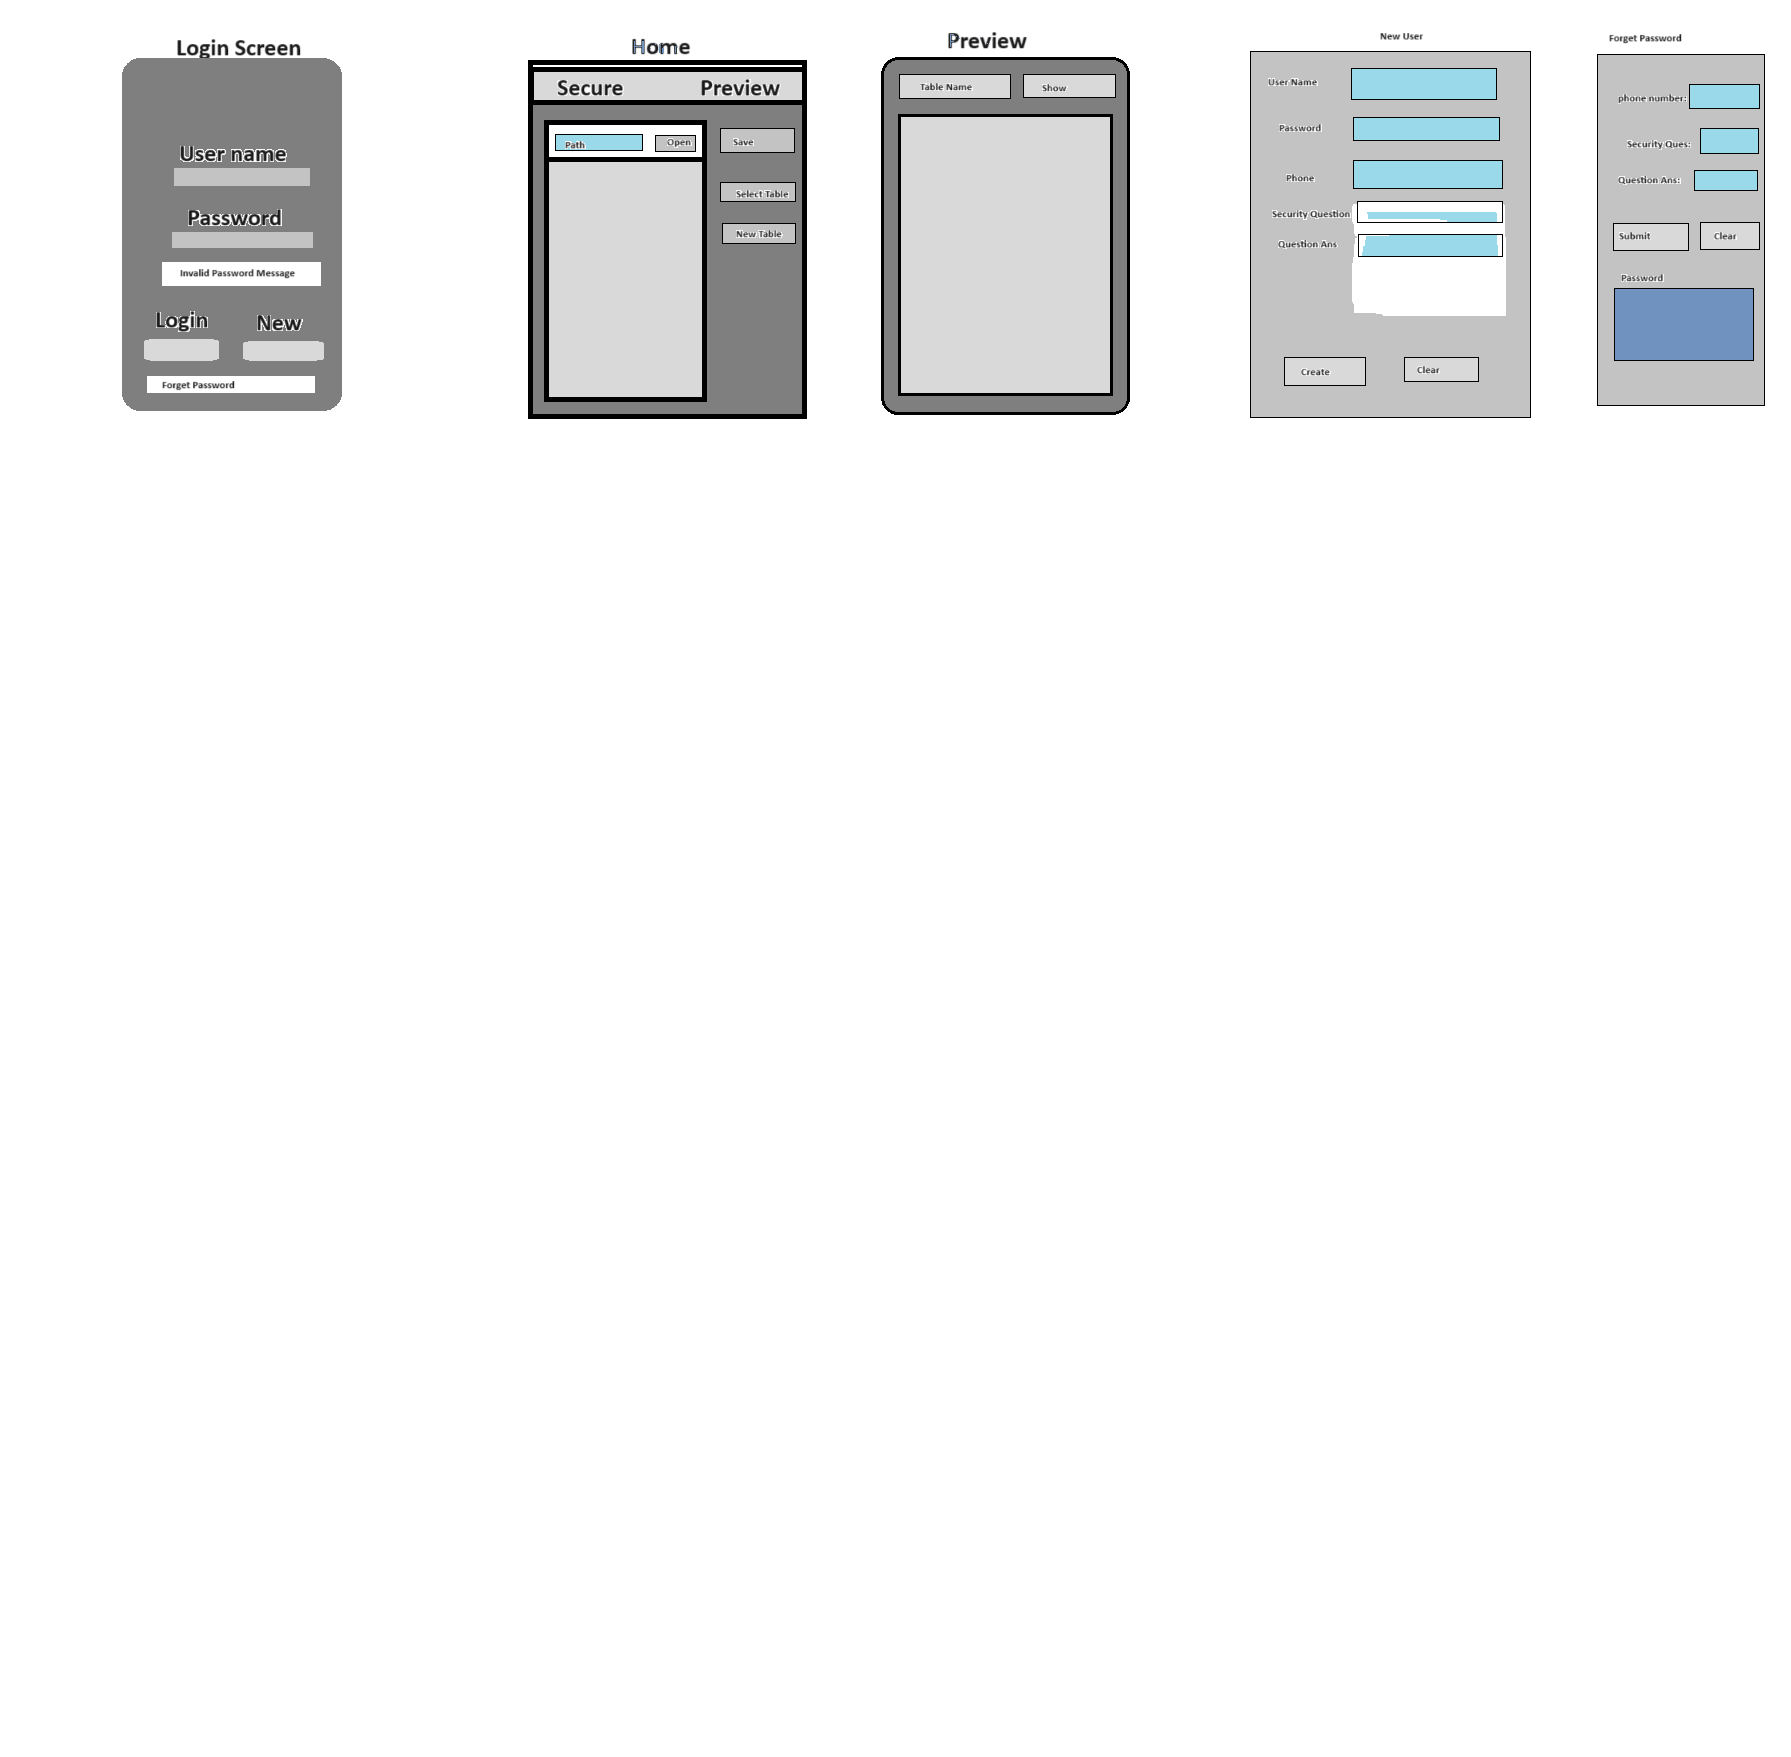 Login Screen
User name
Password
Invalid Password Message
Login
New
Forget Password
Home
Secure
Preview
Path
Open
Save
Select Table
New Table
Preview
Table Name
Show
New User
User Name
Password
Phone
Security Question
Question Ans
Create
Clear
Forget Password
phone number:
Security Ques:
Question Ans:
Submit
Clear
Password